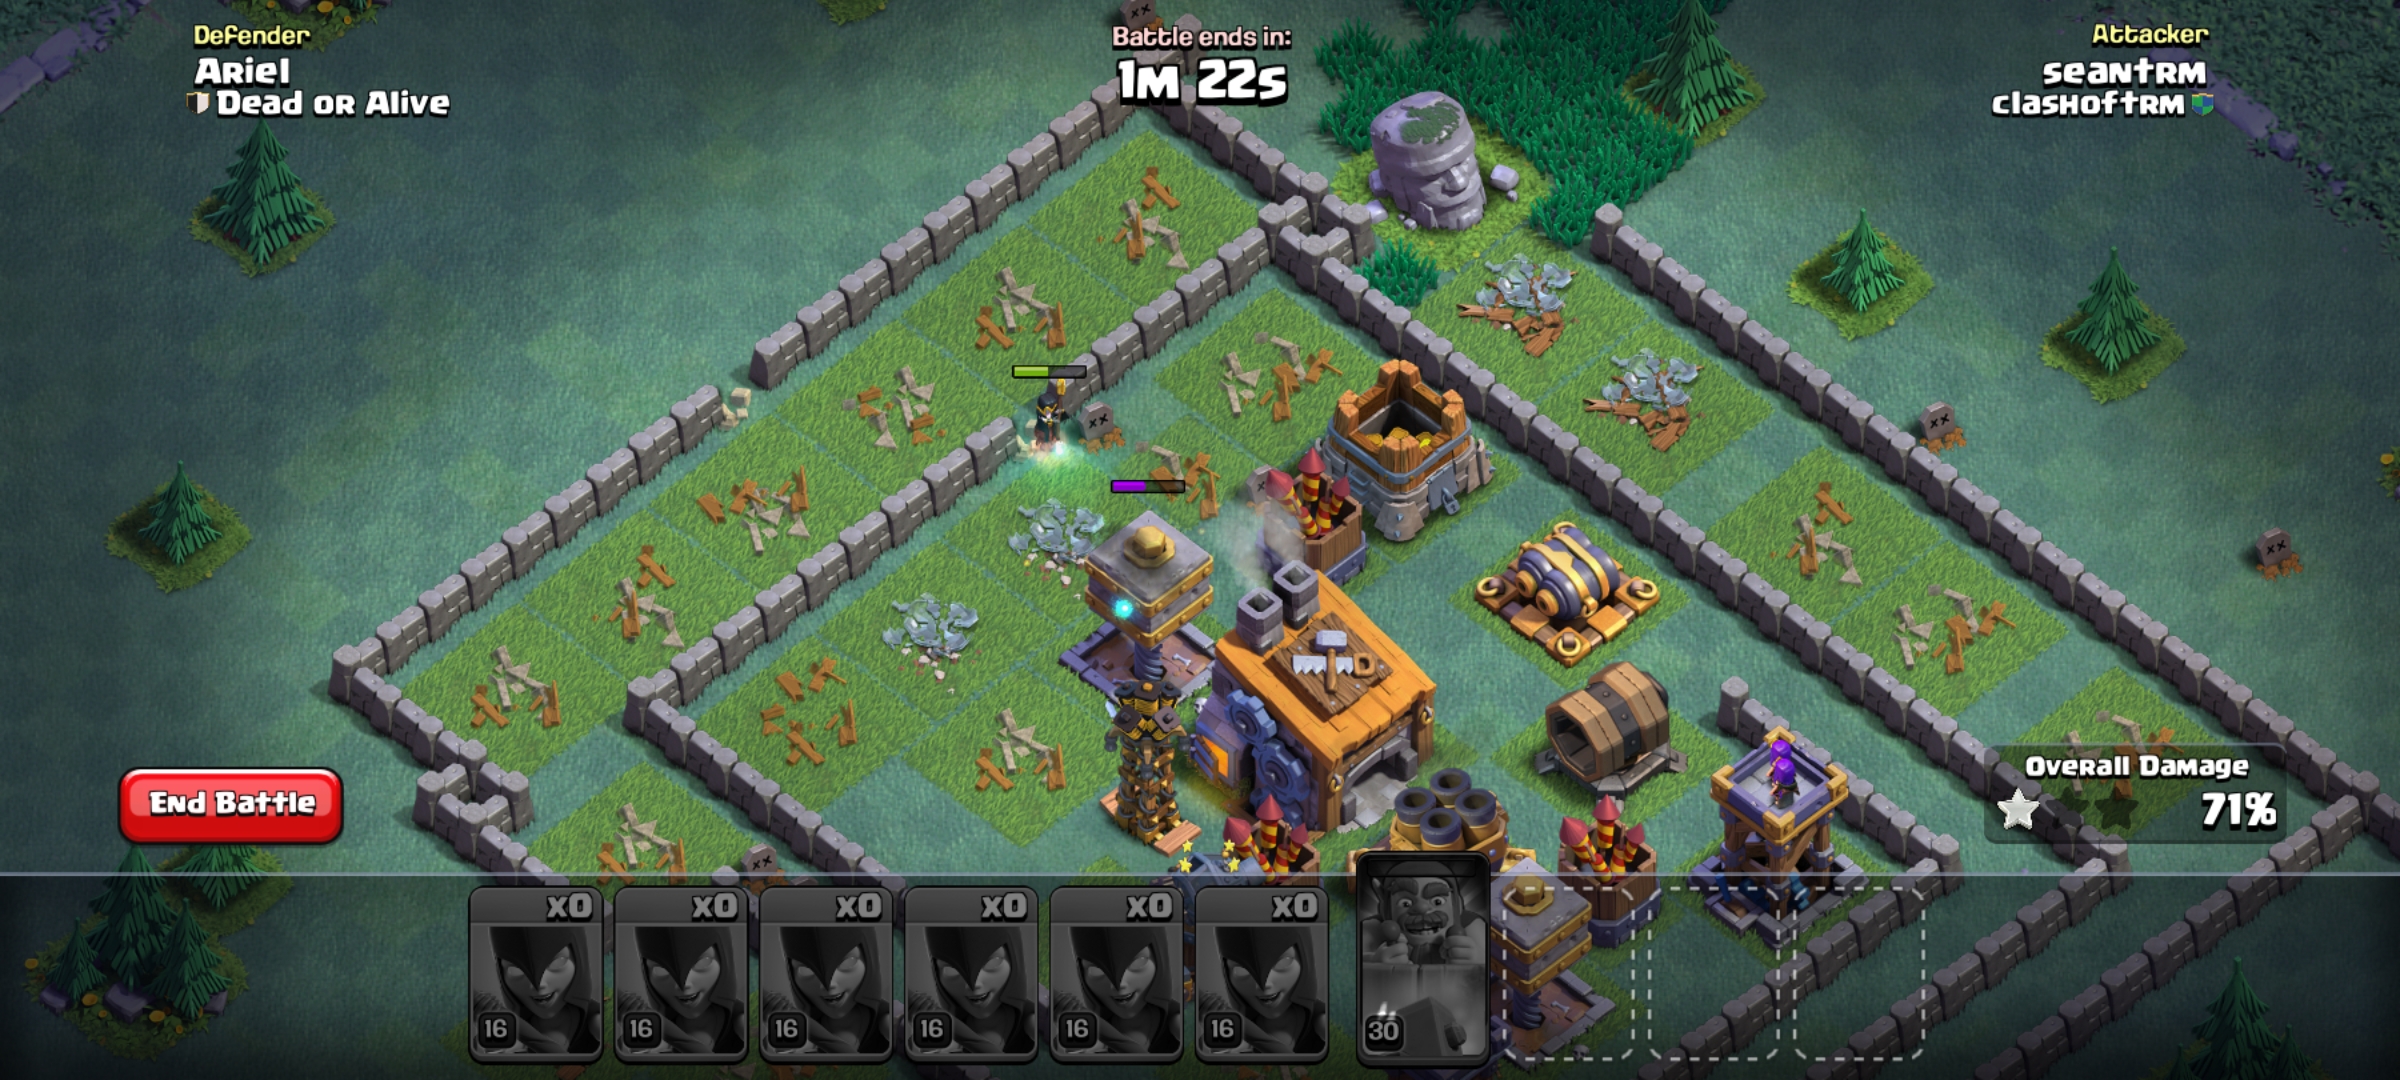 Defender
Ariel
Dead or Alive
Battle ends in:
1m 22s
Attacker
seantrm
clashoftrm
End Battle
Overall Damage
71%
x0
x0
x0
x0
x0
x0
16
16
16
16
16
16
30